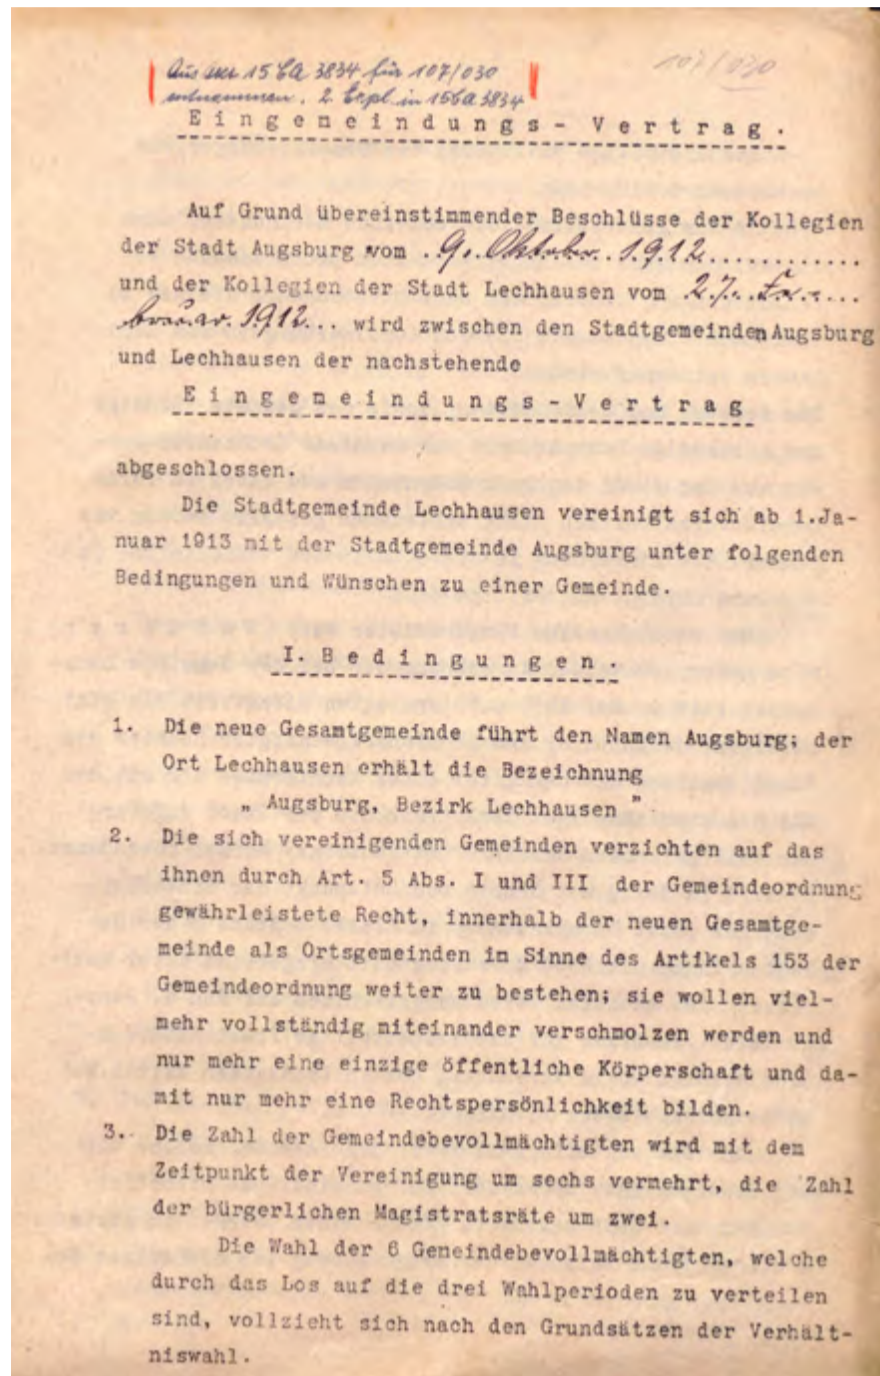 Aus Akt 15 CA 3834 für 107/030
107/030
entnommen. 2. Expl. in 15 CA 3834
Eingemeindungs-Vertrag.
Auf Grund übereinstimmender Beschlüsse der Kollegien
der Stadt Augsburg vom 9. Oktober 1912
und der Kollegien der Stadt Lechhausen vom
1912 wird zwischen den Stadtgemeinden Augsburg
und Lechhausen der nachstehende
Eingemeindungs-Vertrag
abgeschlossen.
Die Stadtgemeinde Lechhausen vereinigt sich ab 1.Ja-
nuar 1913 mit der Stadtgemeinde Augsburg unter folgenden
Bedingungen und Wünschen zu einer Gemeinde.
I. Bedingungen.
1. Die neue Gesamtgemeinde führt den Namen Augsburg; der
Ort Lechhausen erhält die Bezeichnung
„ Augsburg, Bezirk Lechhausen "
2. Die sich vereinigenden Gemeinden verzichten auf das
ihnen durch Art. 5 Abs. I und III der Gemeindeordnung
gewährleistete Recht, innerhalb der neuen Gesamtge-
meinde als Ortsgemeinden im Sinne des Artikels 153 der
Gemeindeordnung weiter zu bestehen; sie wollen viel-
mehr vollständig miteinander verschmolzen werden und
nur mehr eine einzige öffentliche Körperschaft und da-
mit nur mehr eine Rechtspersönlichkeit bilden.
3. Die Zahl der Gemeindebevollmächtigten wird mit dem
Zeitpunkt der Vereinigung um sechs vermehrt, die Zahl
der bürgerlichen Magistratsräte um zwei.
Die Wahl der 6 Gemeindebevollmächtigten, welche
durch das Los auf die drei Wahlperioden zu verteilen
sind, vollzieht sich nach den Grundsätzen der Verhält-
niswahl.